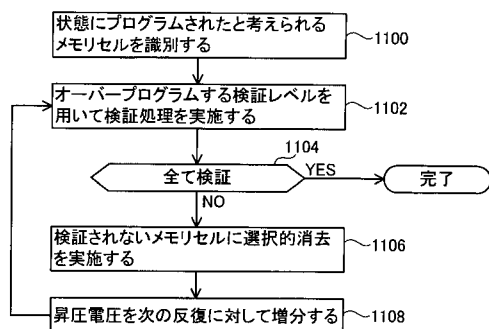 状態にプログラムされたと考えられる
メモリセルを識別する
1100
オーバープログラムする検証レベルを
用いて検証処理を実施する
1102
1104
全て検証
YES
完了
NO
検証されないメモリセルに選択的消去
を実施する
1106
昇圧電圧を次の反復に対して増分する
1108